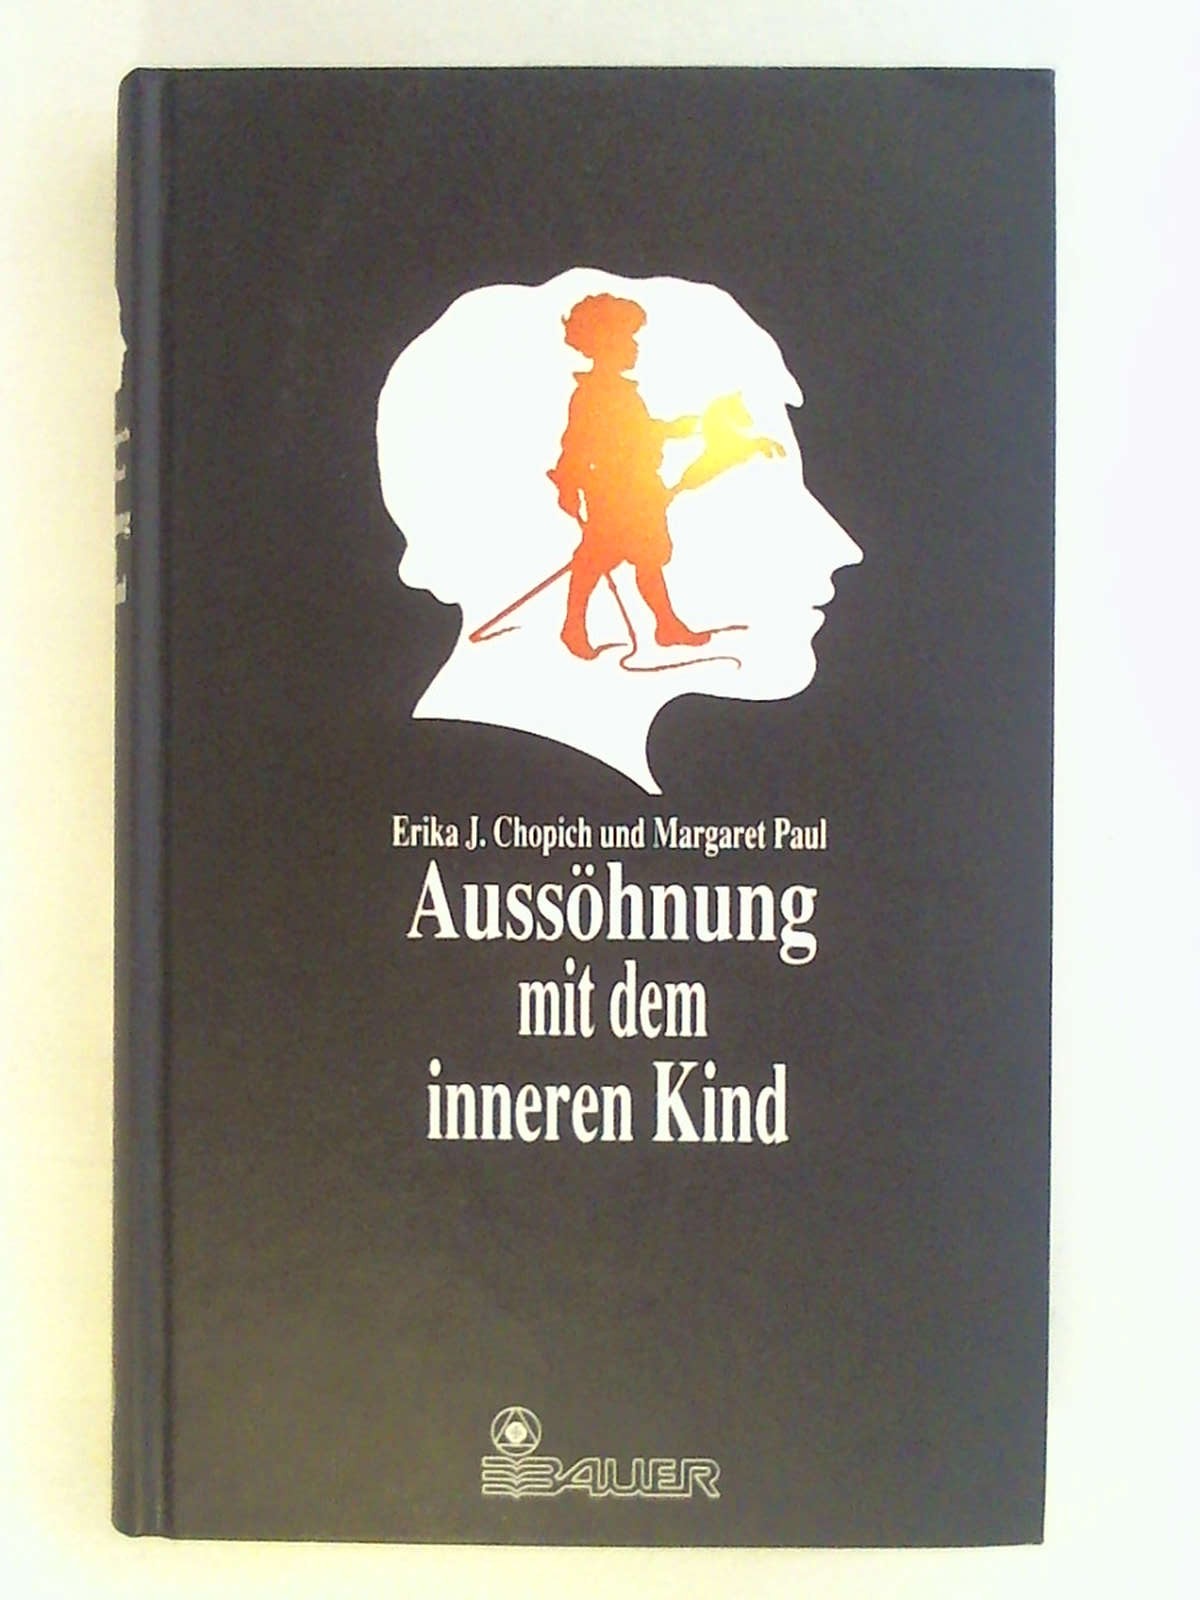 Erika J. Chopich und Margaret Paul
Aussöhnung
mit dem
inneren Kind
BAUER